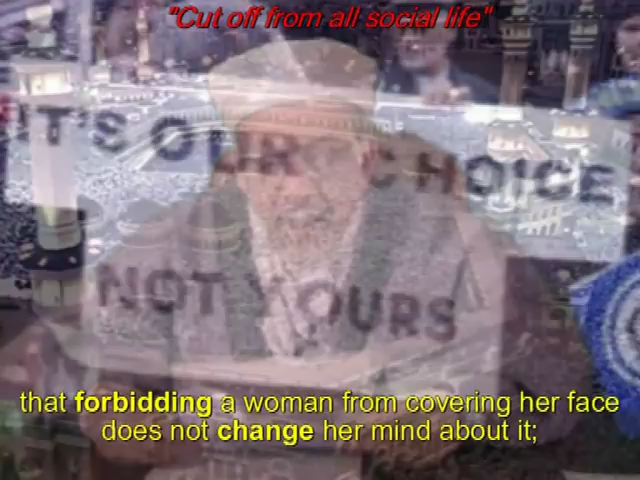 "Cut off from all social life"
IT'S OUR CHOICE
NOT YOURS
that forbidding a woman from covering her face
does not change her mind about it;